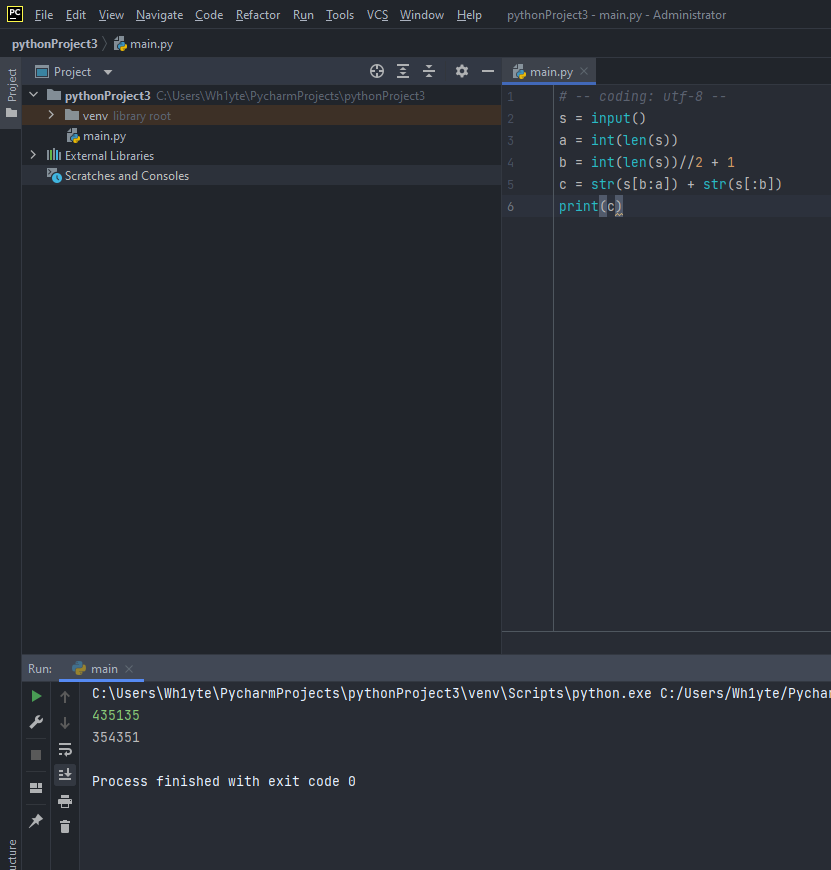 PC File Edit View Navigate Code Refactor Run Tools VCS Window Help pythonProject3 - main.py - Administrator
pythonProject3 main.py
Project
Project
main.py
pythonProject3 C:\Users\Wh1yte\PycharmProjects\pythonProject3
venv library root
main.py
External Libraries
Scratches and Consoles
1 # -- coding: utf-8 --
2 s = input()
3 a = int(len(s))
4 b = int(len(s))//2 + 1
5 c = str(s[b:a]) + str(s[:b])
6 print(c)
Run: main
C:\Users\Wh1yte\PycharmProjects\pythonProject3\venv\Scripts\python.exe C:/Users/Wh1yte/Pychar
435135
354351
Process finished with exit code 0
ucture